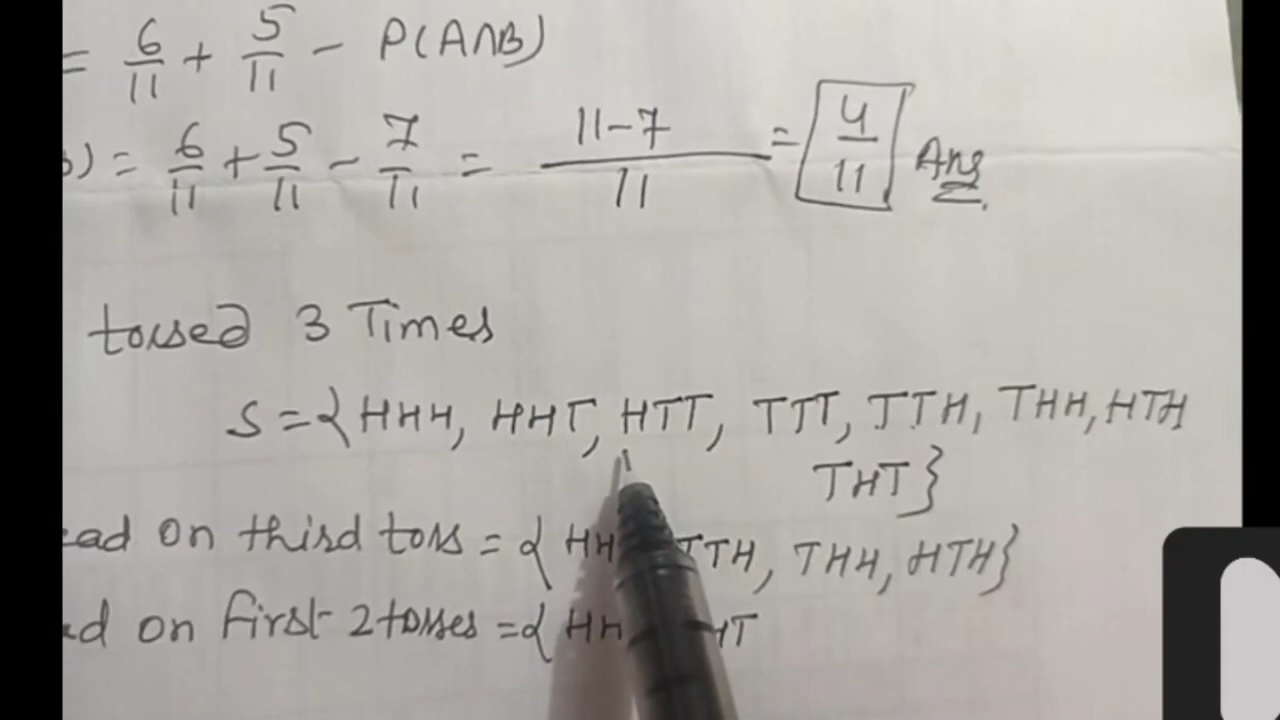 = 6/11 + 5/11 - P(A∩B)
) = 6/11 + 5/11 - 7/11 = 11-7/11 = 4/11 Ans.
tossed 3 Times
S = {HHH, HHT, HTT, TTT, TTH, THH, HTH
THT}
ead on third toss = { HH TTH, THH, HTH}
d on first 2 tosses = { HH HT